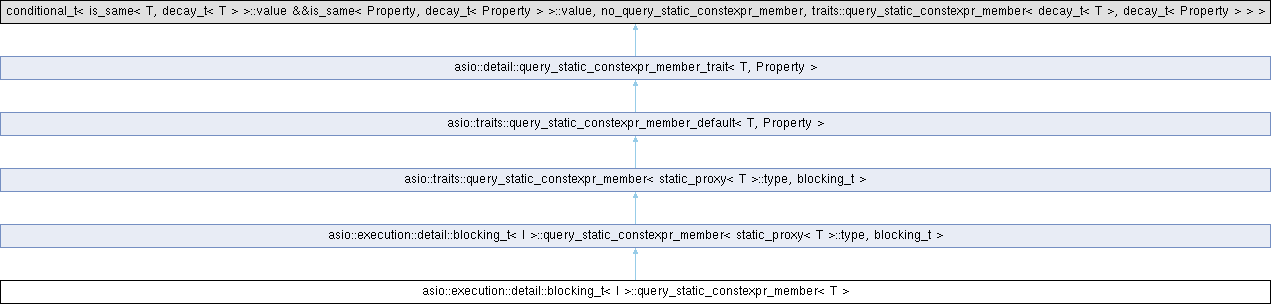 conditional_t< is_same< T, decay_t< T > >::value &&is_same< Property, decay_t< Property > >::value, no_query_static_constexpr_member, traits::query_static_constexpr_member< decay_t< T >, decay_t< Property > > >
asio::detail::query_static_constexpr_member_trait< T, Property >
asio::traits::query_static_constexpr_member_default< T, Property >
asio::traits::query_static_constexpr_member< static_proxy< T >::type, blocking_t >
asio::execution::detail::blocking_t< I >::query_static_constexpr_member< static_proxy< T >::type, blocking_t >
asio::execution::detail::blocking_t< I >::query_static_constexpr_member< T >